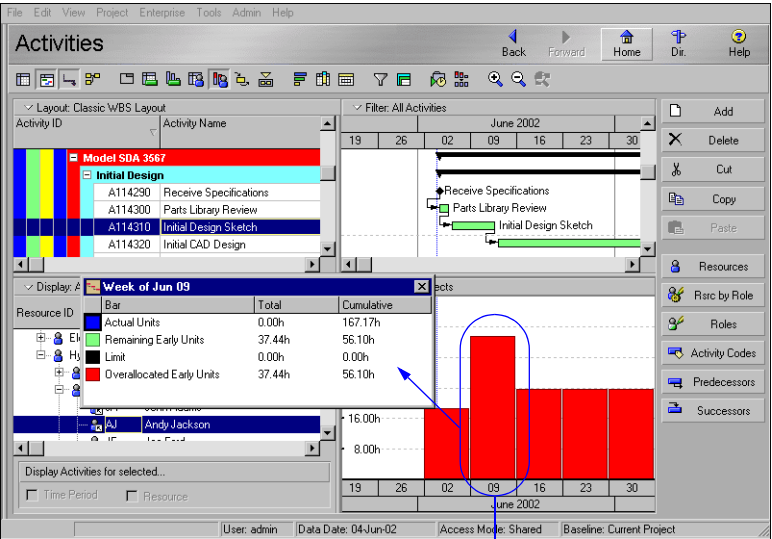 File Edit View Project Enterprise Tools Admin Help
Activities
Back Forward Home Dir. Help
Layout: Classic WBS Layout
Filter: All Activities
Activity ID Activity Name
June 2002
19 26 02 09 16 23 30
Model SDA 3567
Initial Design
A114290 Receive Specifications
A114300 Parts Library Review
A114310 Initial Design Sketch
A114320 Initial CAD Design
Receive Specifications
Parts Library Review
Initial Design Sketch
Add
Delete
Cut
Copy
Paste
Resources
Rsrc by Role
Roles
Activity Codes
Predecessors
Successors
Display: A
ects
Resource ID
El
Hy
Week of Jun 09
Bar Total Cumulative
Actual Units 0.00h 167.17h
Remaining Early Units 37.44h 56.10h
Limit 0.00h 0.00h
Overallocated Early Units 37.44h 56.10h
AJ Andy Jackson
16.00h
8.00h
19 26 02 09 16 23 30
June 2002
Display Activities for selected...
Time Period Resource
User: admin Data Date: 04-Jun-02 Access Mode: Shared Baseline: Current Project